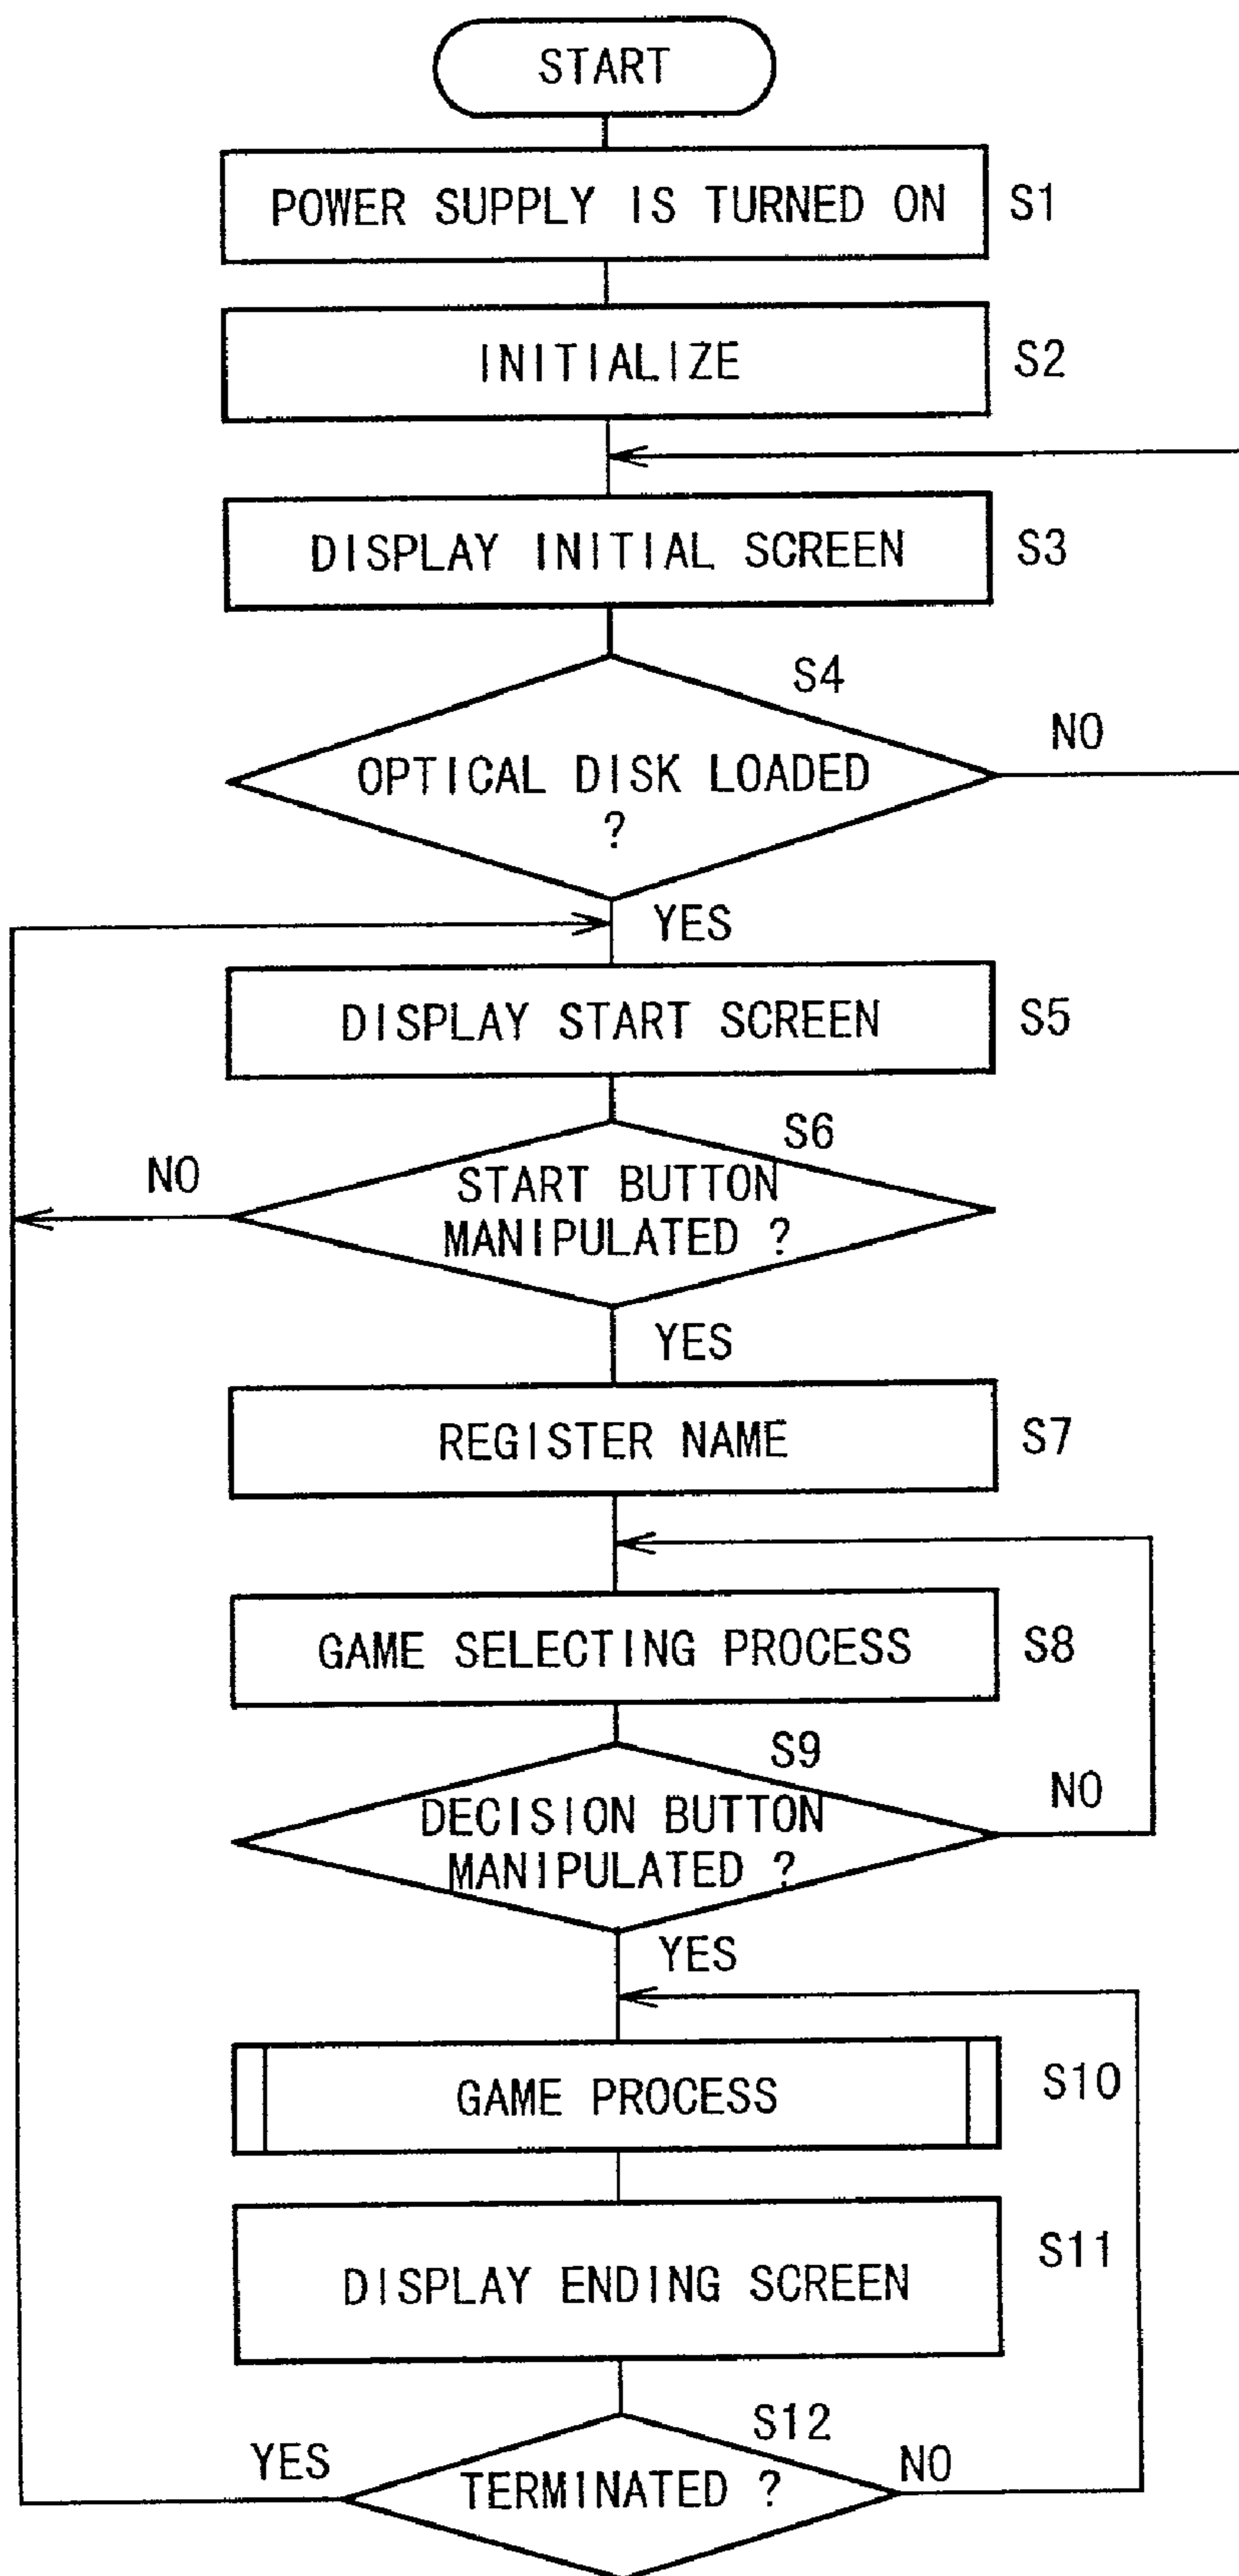 START
POWER SUPPLY IS TURNED ON S1
INITIALIZE S2
DISPLAY INITIAL SCREEN S3
S4
NO
OPTICAL DISK LOADED
?
YES
DISPLAY START SCREEN S5
S6
NO
START BUTTON
MANIPULATED ?
YES
REGISTER NAME S7
GAME SELECTING PROCESS S8
S9
NO
DECISION BUTTON
MANIPULATED ?
YES
GAME PROCESS S10
S11
DISPLAY ENDING SCREEN
S12
YES
NO
TERMINATED ?